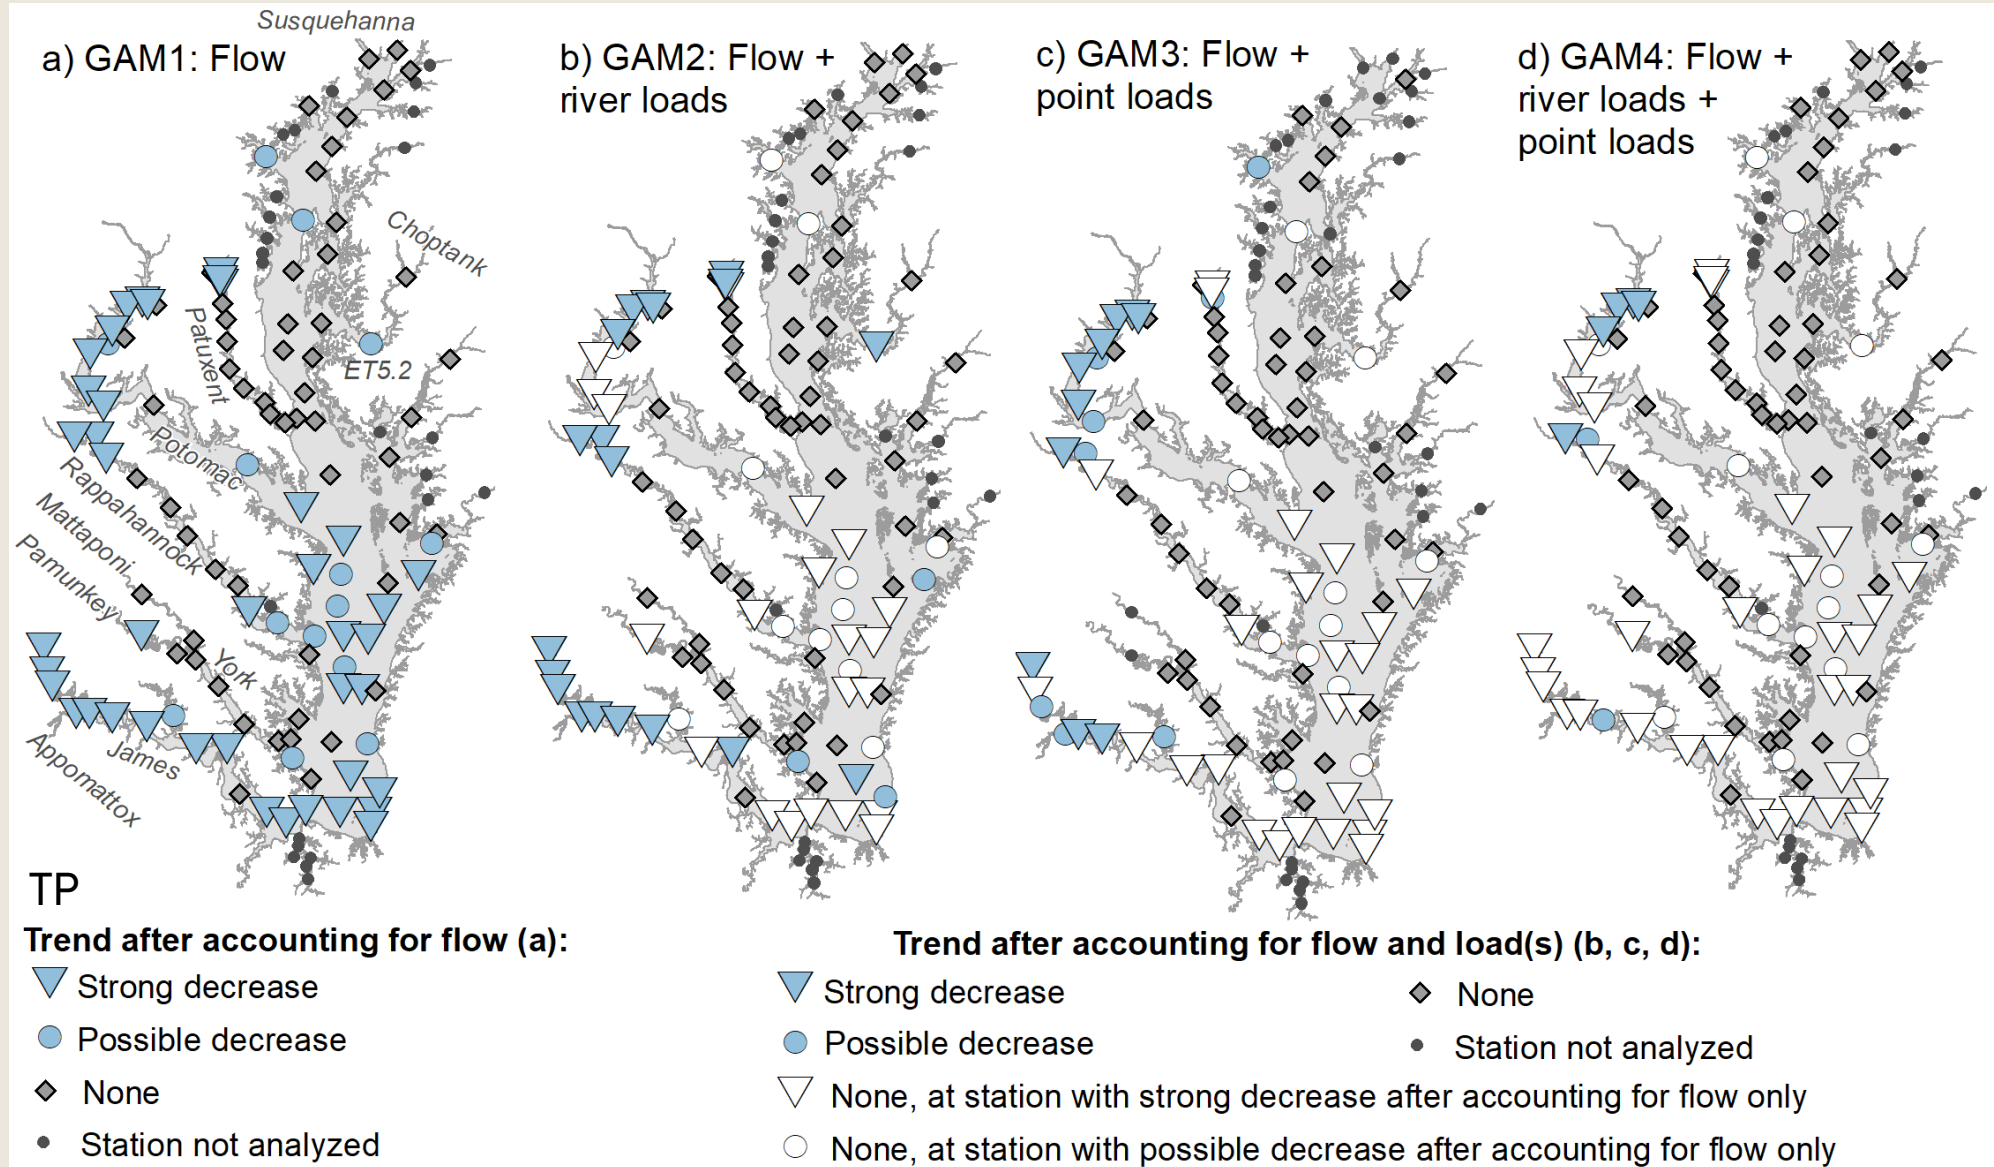 Susquehanna
a) GAM1: Flow
b) GAM2: Flow +
river loads
c) GAM3: Flow +
point loads
d) GAM4: Flow +
river loads +
point loads
Choptank
Patuxent
ET5.2
Potomac
Rappahannock
Mattaponi
Pamunkey
York
James
Appomattox
TP
Trend after accounting for flow (a):
Strong decrease
Possible decrease
None
Station not analyzed
Trend after accounting for flow and load(s) (b, c, d):
Strong decrease
Possible decrease
None, at station with strong decrease after accounting for flow only
None, at station with possible decrease after accounting for flow only
None
Station not analyzed